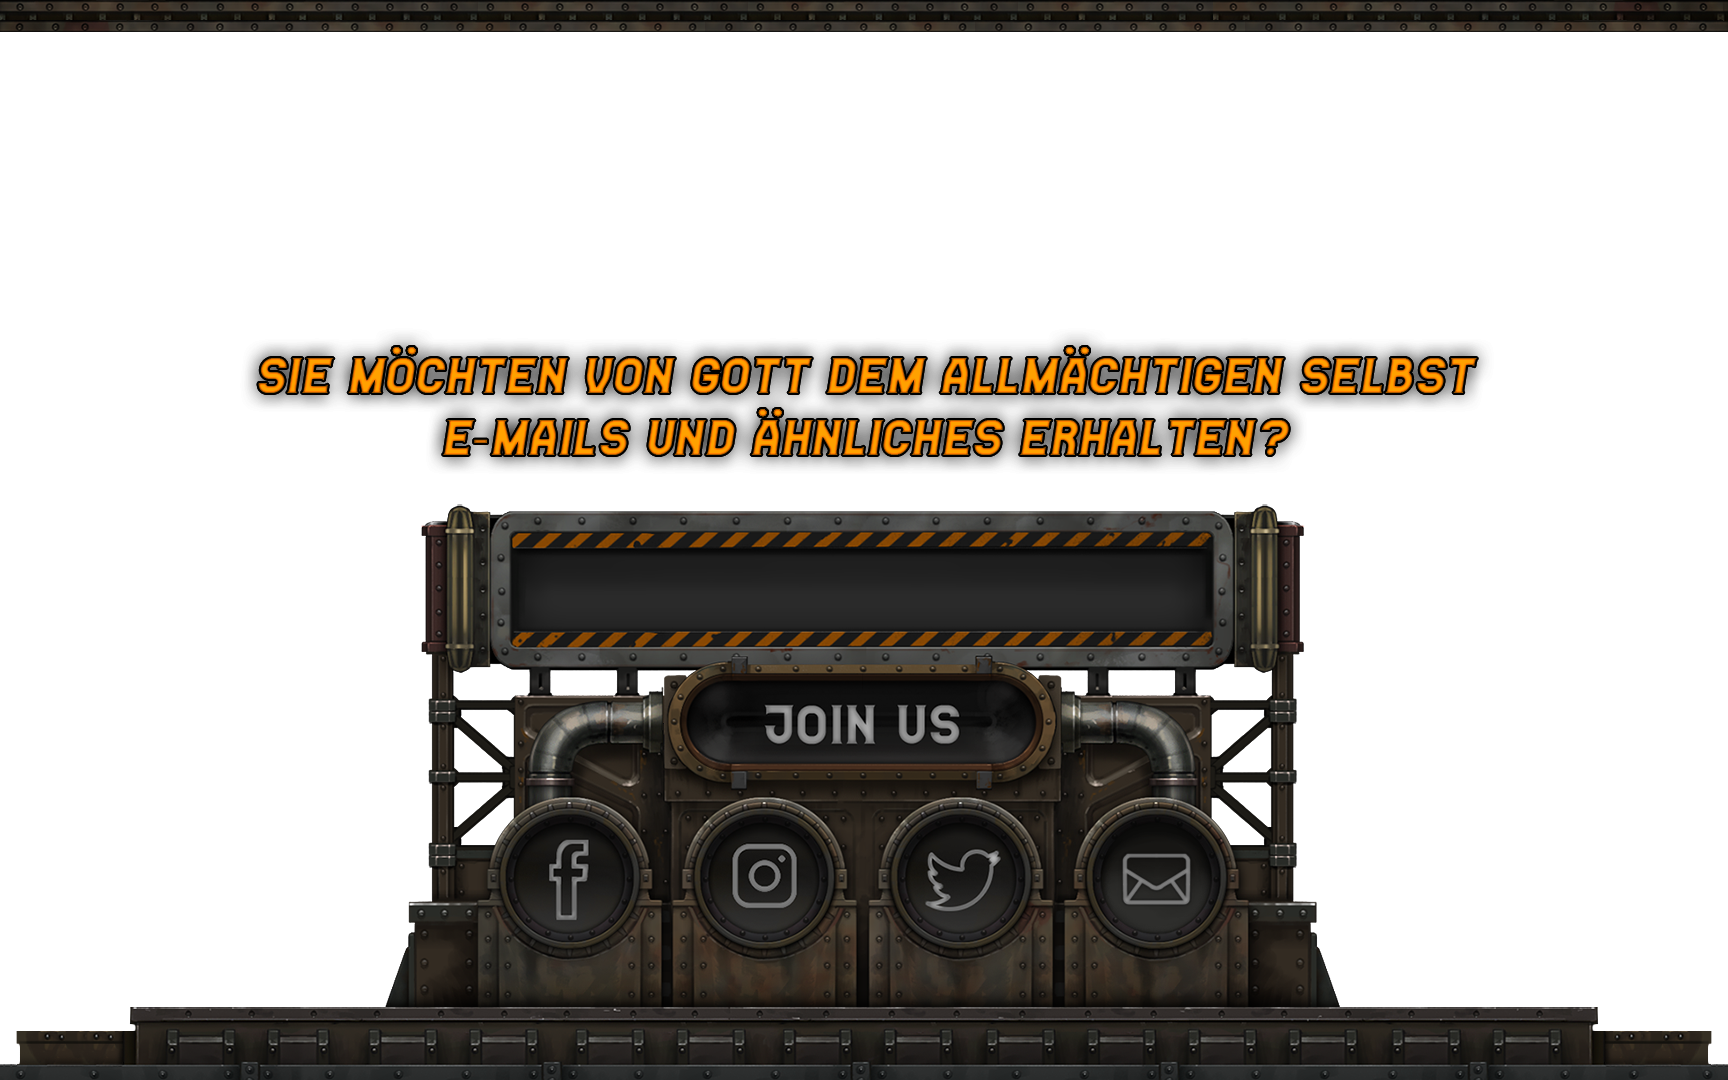 SIE MÖCHTEN VON GOTT DEM ALLMÄCHTIGEN SELBST
E-MAILS UND ÄHNLICHES ERHALTEN?
JOIN US